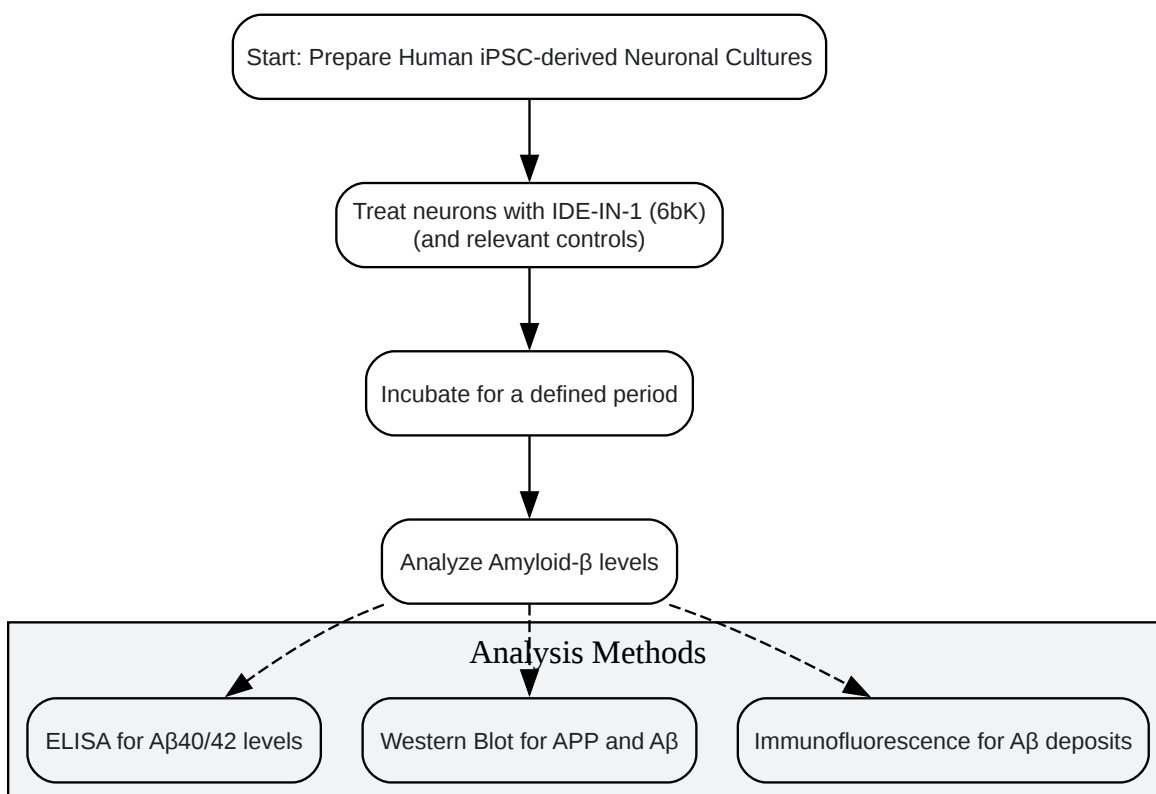 Start: Prepare Human iPSC-derived Neuronal Cultures
Treat neurons with IDE-IN-1 (6bK)
(and relevant controls)
Incubate for a defined period
Analyze Amyloid-β levels
Analysis Methods
ELISA for Aβ40/42 levels
Western Blot for APP and Aβ
Immunofluorescence for Aβ deposits